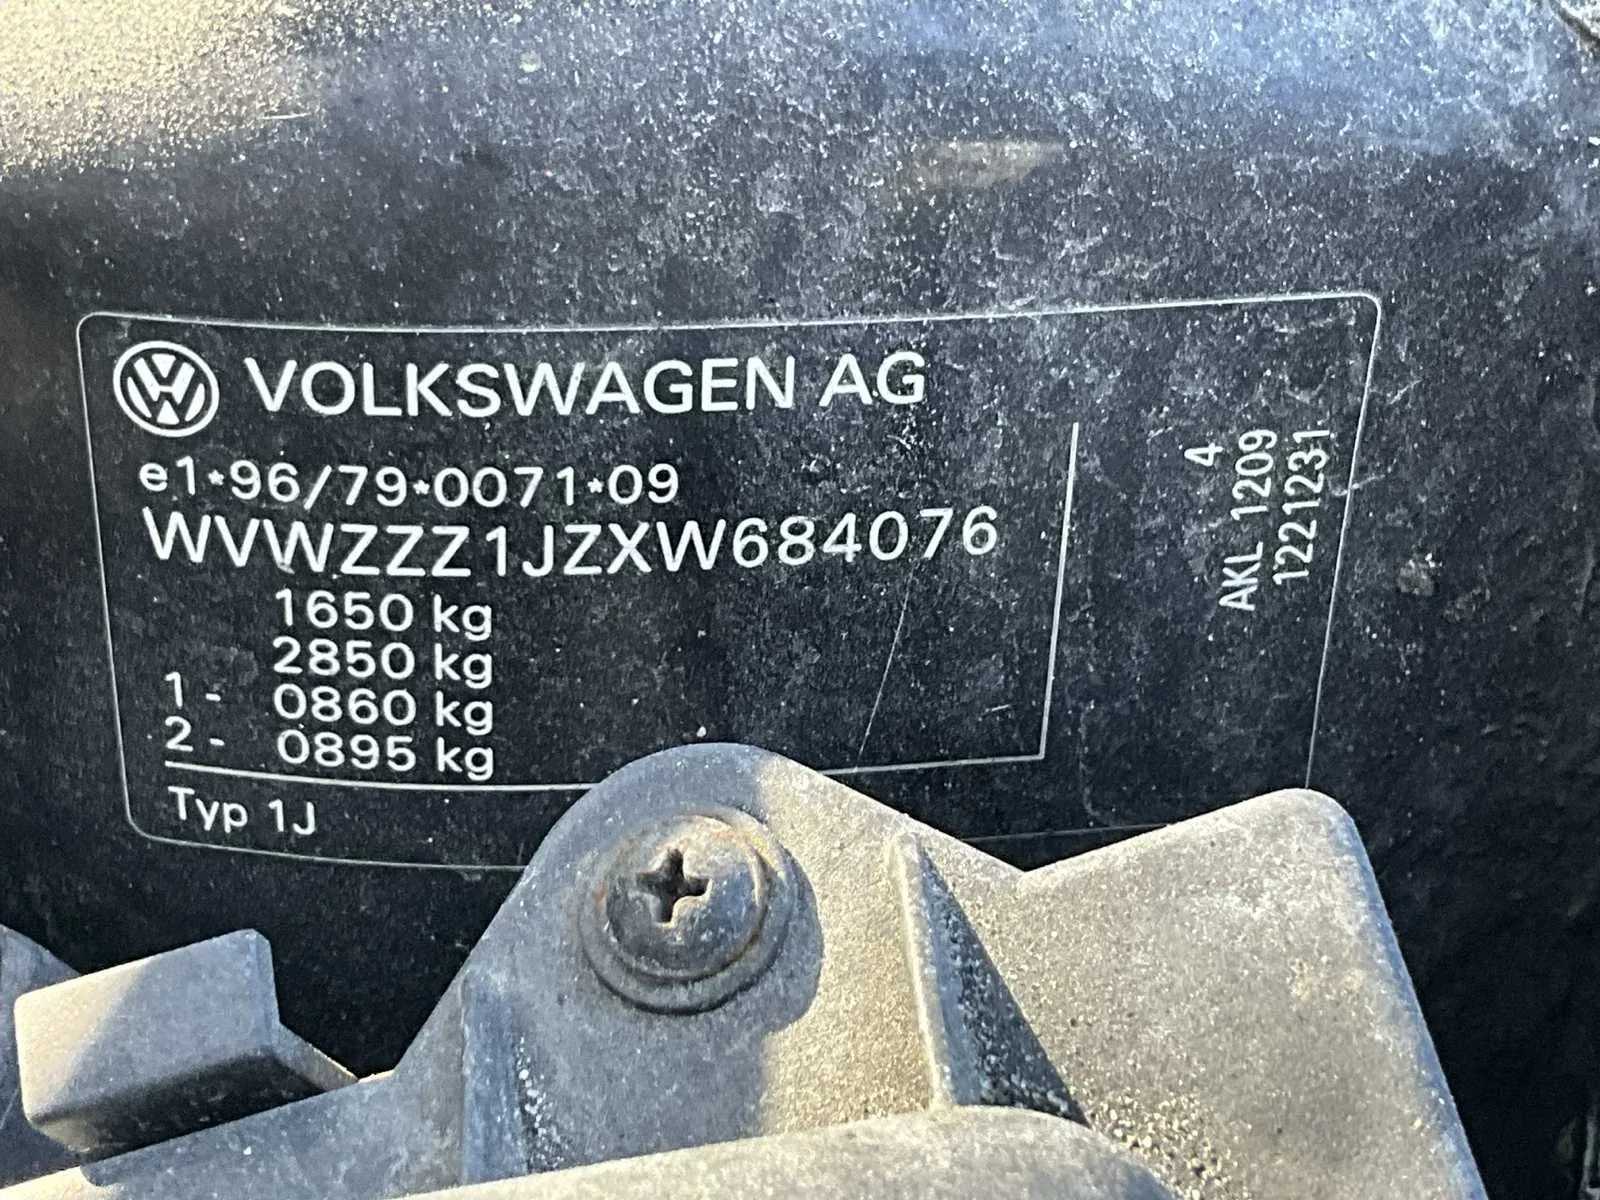 VOLKSWAGEN AG
e1*96/79*0071*09
WVWZZZ1JZXW684076
1650 kg
2850 kg
1 - 0860 kg
2 - 0895 kg
Typ 1J
4
AKL 1209
1221231